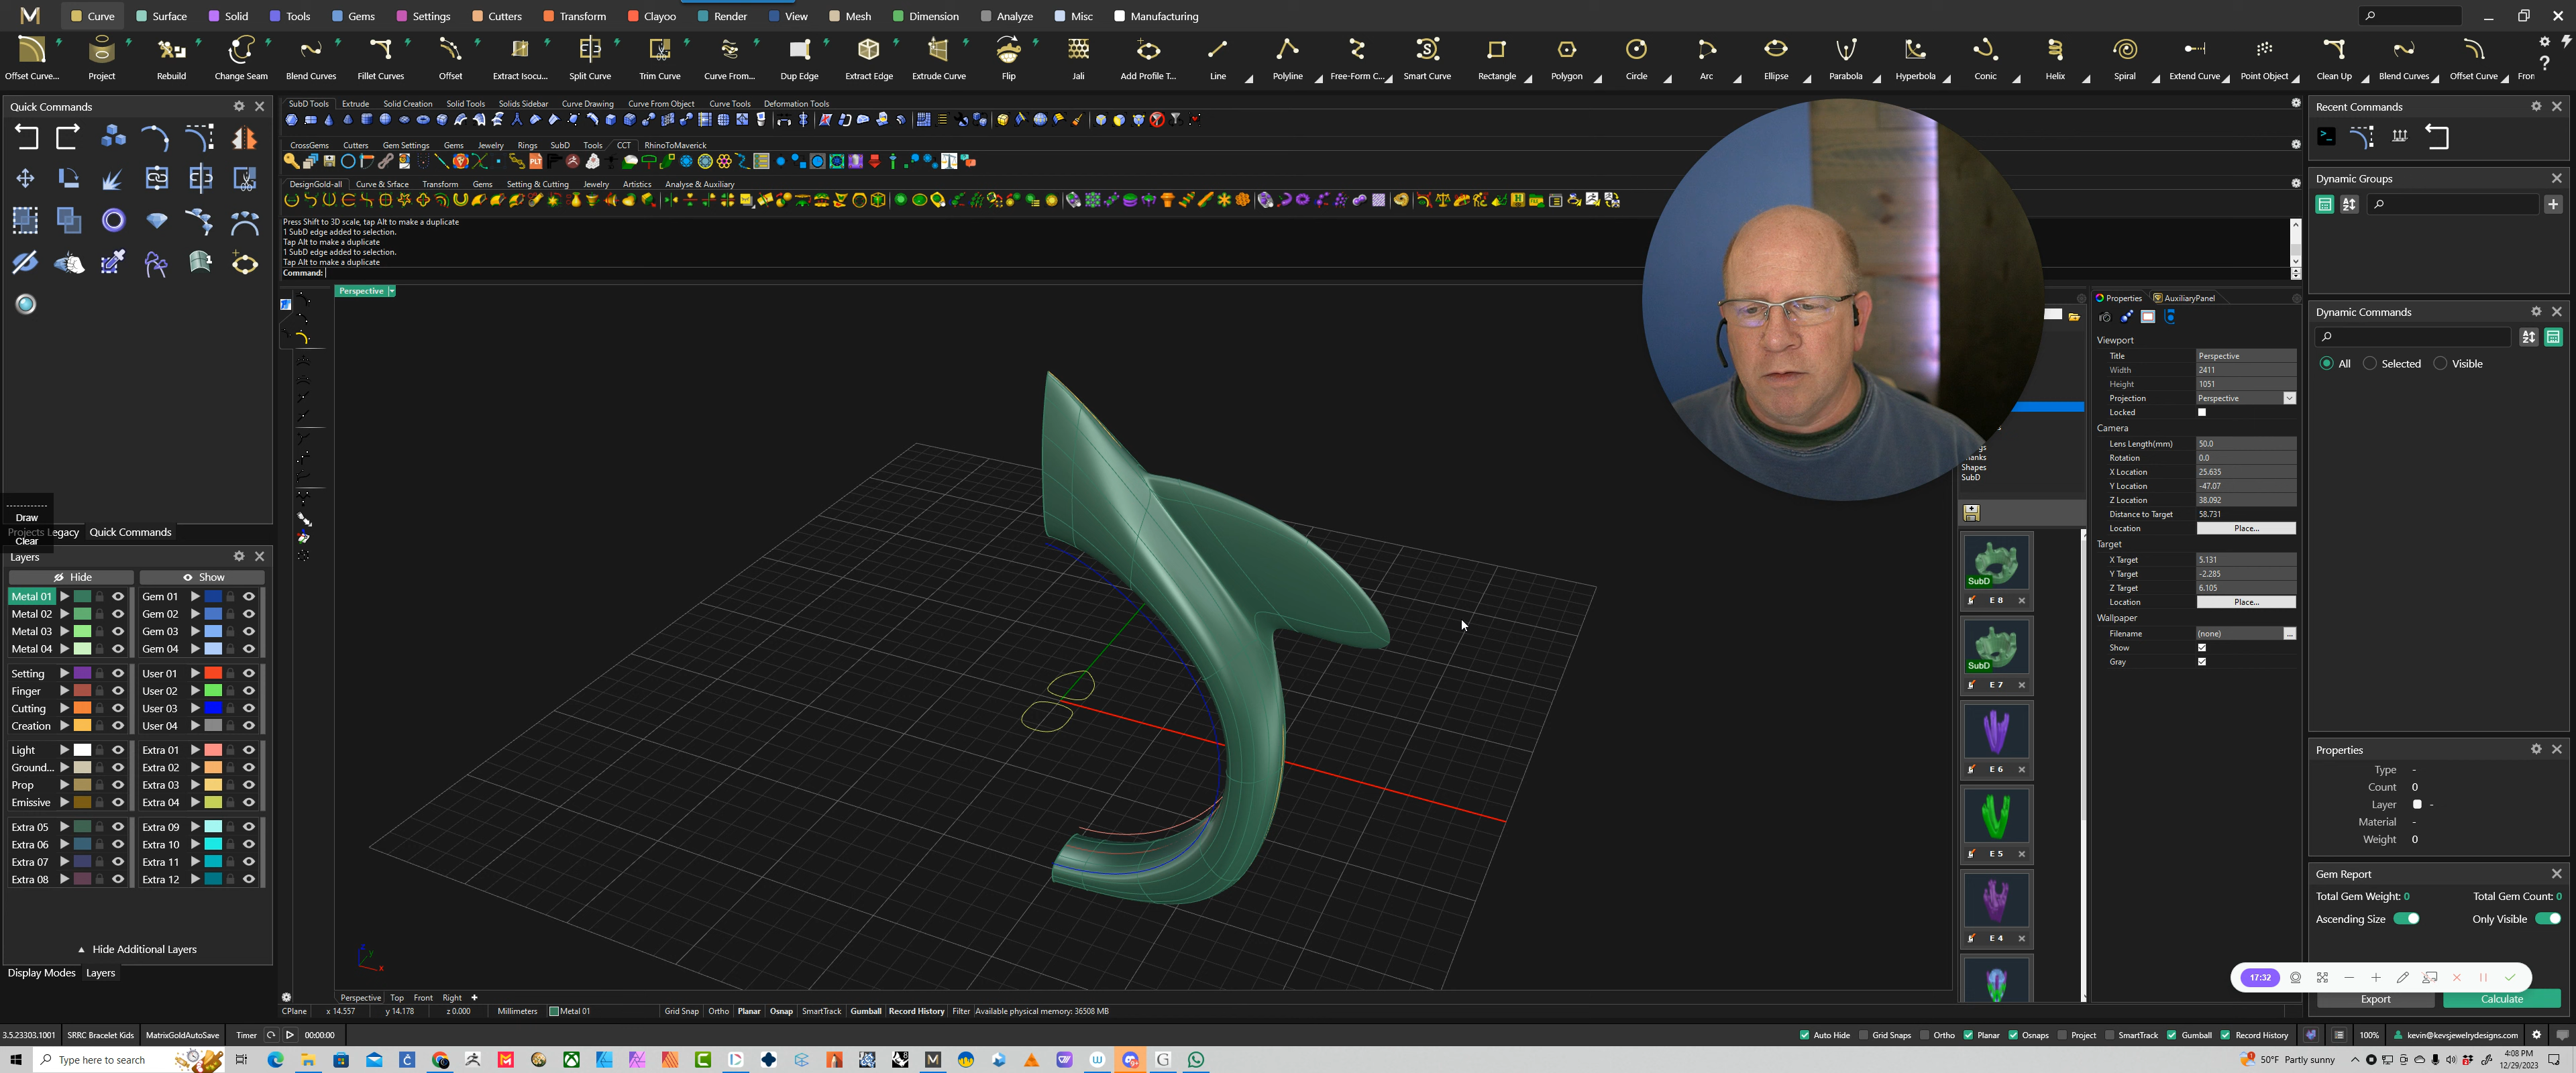 Curve Surface Solid Tools Gems Settings Cutters Transform Clayoo Render View Mesh Dimension Analyze Misc Manufacturing
Offset Curve... Project Rebuild Change Seam Blend Curves Fillet Curves Offset Extract Isocu... Split Curve Trim Curve Curve From... Dup Edge Extract Edge Extrude Curve Flip Jali Add Profile T... Line Polyline Free-Form C... Smart Curve Rectangle Polygon Circle Arc Ellipse Parabola Hyperbola Conic Helix Spiral Extend Curve Point Object Clean Up Blend Curves Offset Curve
Quick Commands
SubD Tools Extrude Solid Creation Solid Tools Solids Sidebar Curve Drawing Curve From Object Curve Tools Deformation Tools
CrossGems Cutters Gem Settings Gems Jewelry Rings SubD Tools CCT RhinoToMaverick
DesignGold-all Curve & Srface Transform Gems Setting & Cutting Jewelry Artistics Analyse & Auxiliary
Press Shift to 3D scale, tap Alt to make a duplicate
1 SubD edge added to selection.
Tap Alt to make a duplicate
1 SubD edge added to selection.
Tap Alt to make a duplicate
Command:
Perspective
Draw
Projects Legacy Quick Commands
Clear
Layers
Hide Show
Metal 01 Gem 01
Metal 02 Gem 02
Metal 03 Gem 03
Metal 04 Gem 04
Setting User 01
Finger User 02
Cutting User 03
Creation User 04
Light Extra 01
Ground... Extra 02
Prop Extra 03
Emissive Extra 04
Extra 05 Extra 09
Extra 06 Extra 10
Extra 07 Extra 11
Extra 08 Extra 12
Hide Additional Layers
Display Modes Layers
z y x
Shapes
SubD
SubD
E 8
SubD
E 7
E 6
E 5
E 4
Properties AuxiliaryPanel
Viewport
Title Perspective
Width 2411
Height 1051
Projection Perspective
Locked
Camera
Lens Length(mm) 50.0
Rotation 0.0
X Location 25.635
Y Location -47.07
Z Location 38.092
Distance to Target 58.731
Location Place...
Target
X Target 5.131
Y Target -2.285
Z Target 6.105
Location Place...
Wallpaper
Filename (none) ...
Show
Gray
Recent Commands
Dynamic Groups
Dynamic Commands
All Selected Visible
Properties
Type -
Count 0
Layer -
Material -
Weight 0
Gem Report
Total Gem Weight: 0 Total Gem Count: 0
Ascending Size Only Visible
17:32
Export Calculate
Perspective Top Front Right
CPlane x 14.557 y 14.178 z 0.000 Millimeters Metal 01 Grid Snap Ortho Planar Osnap SmartTrack Gumball Record History Filter Available physical memory: 36508 MB
3.5.23303.1001 SRRC Bracelet Kids MatrixGoldAutoSave Timer 00:00:00 Auto Hide Grid Snaps Ortho Planar Osnaps Project SmartTrack Gumball Record History 100% kevin@kevsjewelrydesigns.com
Type here to search 50°F Partly sunny 4:08 PM
12/29/2023